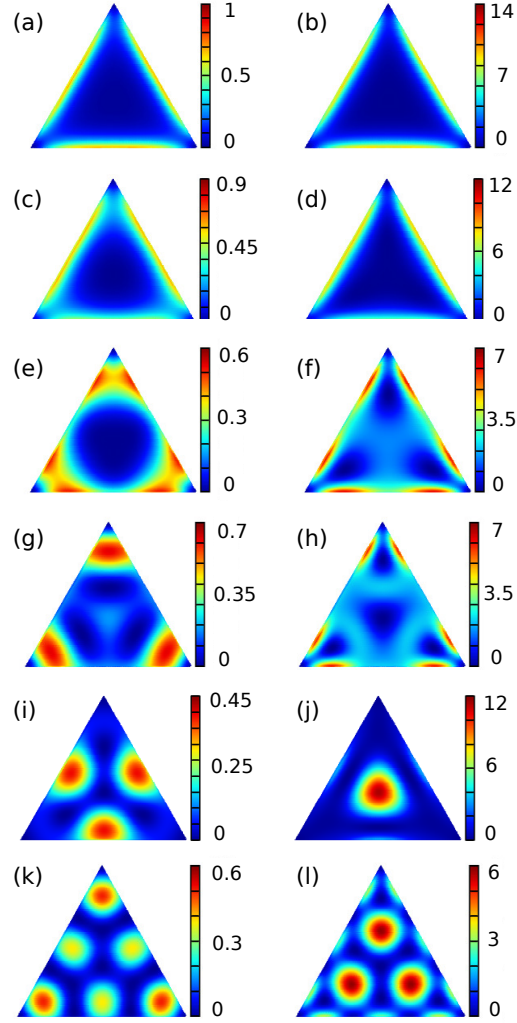 (a) 1 0.5 0 (b) 14 7 0
(c) 0.9 0.45 0 (d) 12 6 0
(e) 0.6 0.3 0 (f) 7 3.5 0
(g) 0.7 0.35 0 (h) 7 3.5 0
(i) 0.45 0.25 0 (j) 12 6 0
(k) 0.6 0.3 0 (l) 6 3 0